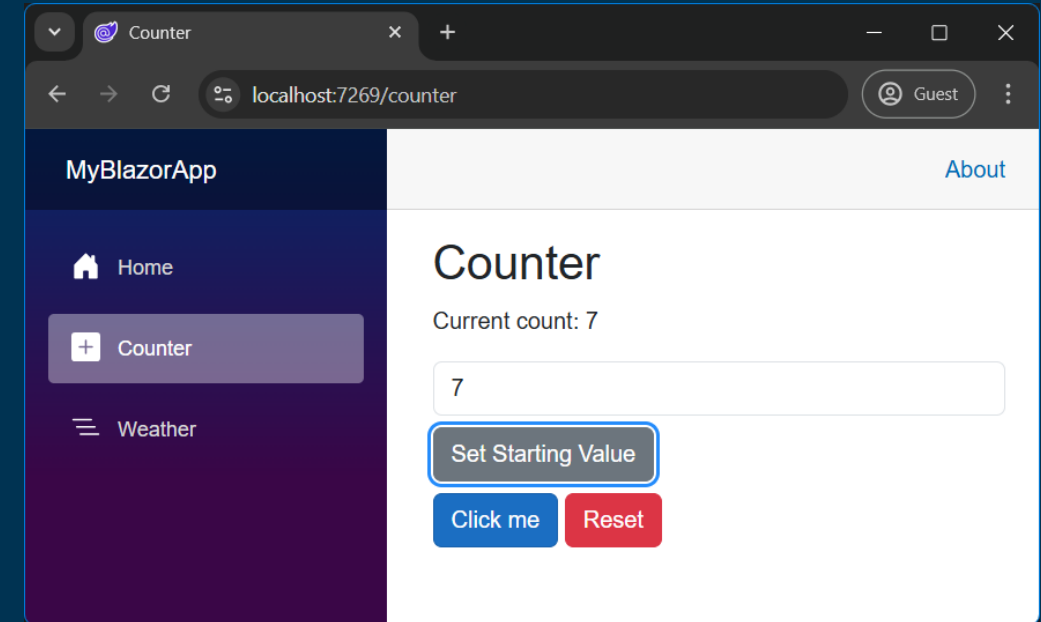 Counter
localhost:7269/counter
Guest
MyBlazorApp
About
Home
Counter
Weather
Counter
Current count: 7
7
Set Starting Value
Click me Reset